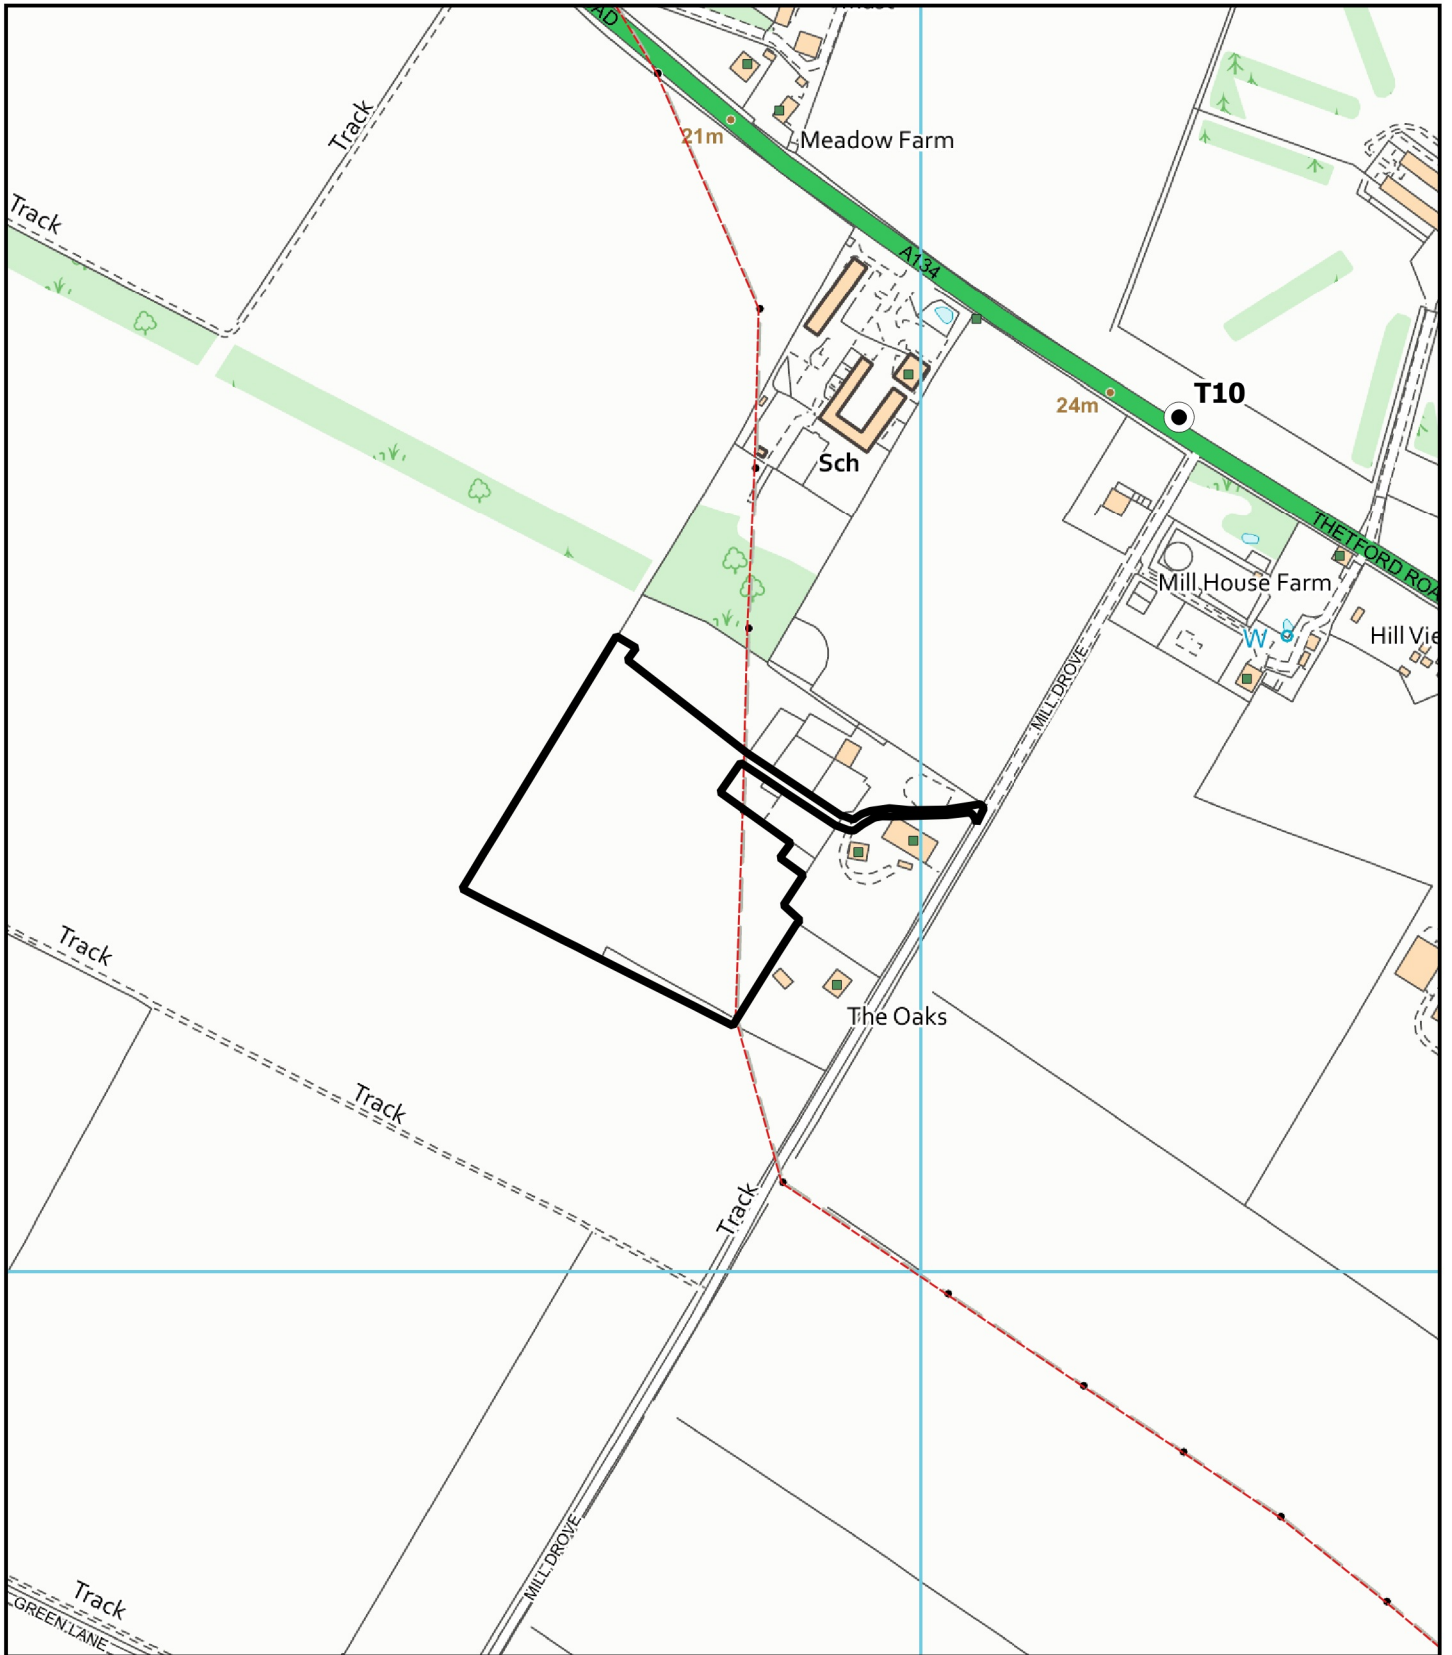 AD
21m
Meadow Farm
Track
Track
A134
T10
24m
Sch
THETFORD ROA
Mill House Farm
W
Hill Vie
MILL DROVE
Track
The Oaks
Track
Track
MILL DROVE
Track
GREEN LANE